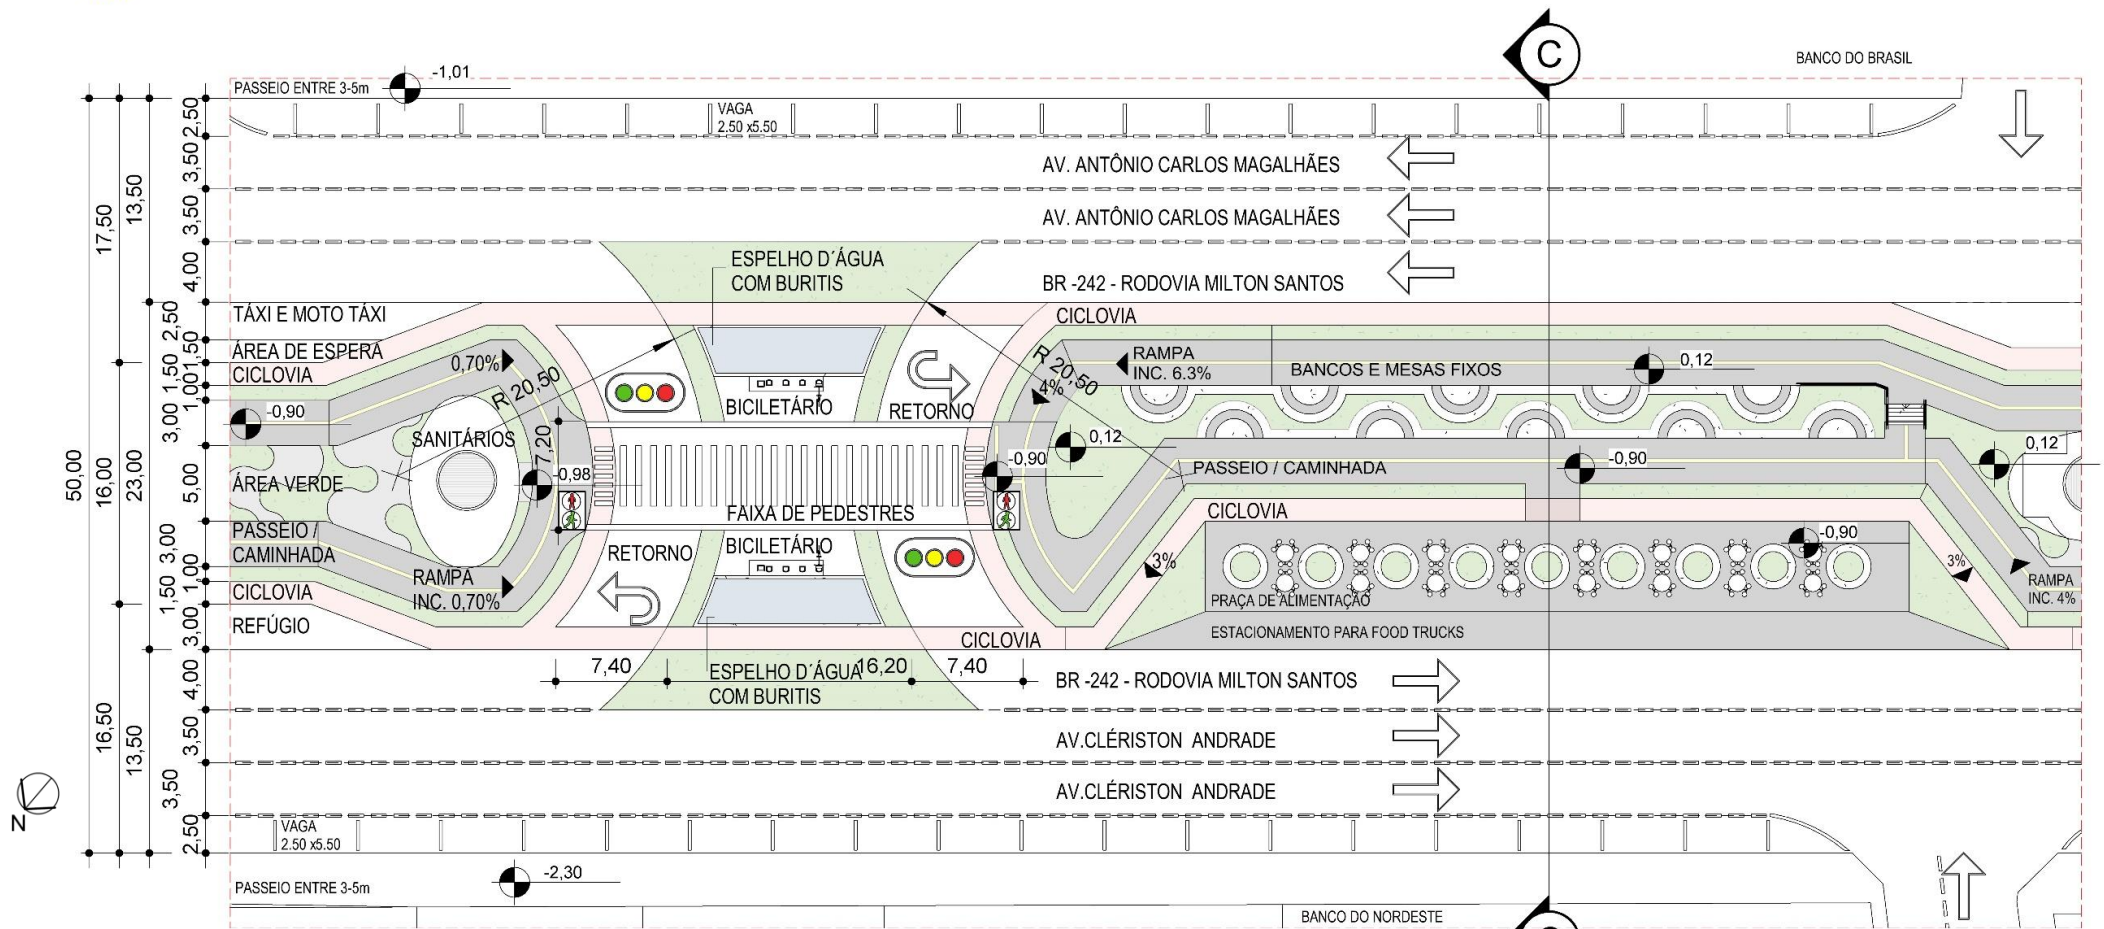 C
BANCO DO BRASIL
PASSEIO ENTRE 3-5m
-1,01
VAGA
2.50 x5.50
AV. ANTÔNIO CARLOS MAGALHÃES
AV. ANTÔNIO CARLOS MAGALHÃES
BR -242 - RODOVIA MILTON SANTOS
ESPELHO D´ÁGUA
COM BURITIS
TÁXI E MOTO TÁXI
CICLOVIA
ÁREA DE ESPERA
CICLOVIA
0,70%
R 20,50
R 20,50
4%
RAMPA
INC. 6.3%
BANCOS E MESAS FIXOS
0,12
BICILETÁRIO
RETORNO
-0,90
SANITÁRIOS
7,20
-0,98
-0,90
0,12
PASSEIO / CAMINHADA
-0,90
0,12
ÁREA VERDE
FAIXA DE PEDESTRES
CICLOVIA
PASSEIO /
CAMINHADA
RETORNO
BICILETÁRIO
-0,90
3%
3%
RAMPA
INC. 0,70%
RAMPA
INC. 4%
CICLOVIA
PRAÇA DE ALIMENTAÇÃO
REFÚGIO
CICLOVIA
ESTACIONAMENTO PARA FOOD TRUCKS
7,40
16,20
7,40
ESPELHO D´ÁGUA
COM BURITIS
BR -242 - RODOVIA MILTON SANTOS
AV.CLÉRISTON ANDRADE
AV.CLÉRISTON ANDRADE
VAGA
2.50 x5.50
-2,30
PASSEIO ENTRE 3-5m
BANCO DO NORDESTE
N
50,00
17,50
16,00
16,50
13,50
23,00
13,50
2,50
3,50
3,50
4,00
2,50
1,50
1,50
1,00
3,00
5,00
3,00
1,00
1,50
3,00
4,00
3,50
3,50
2,50